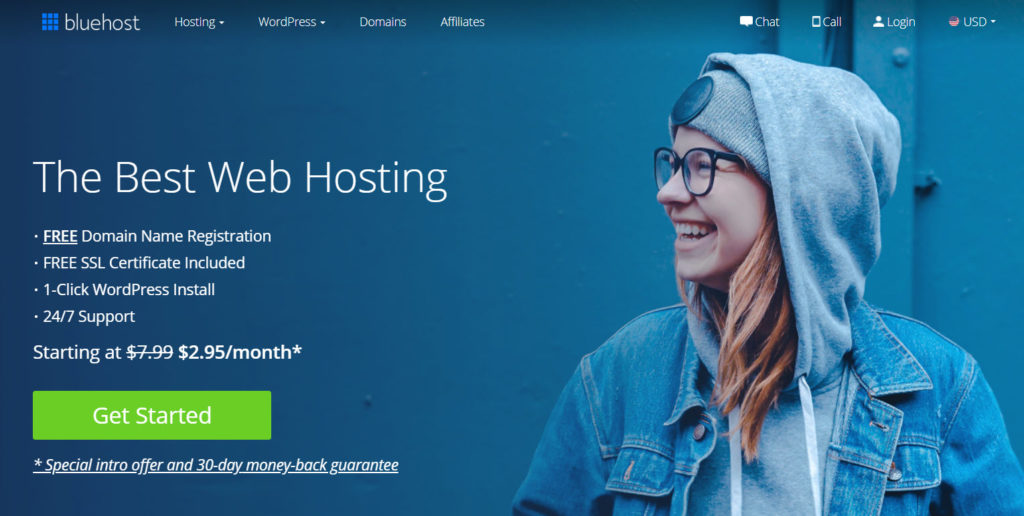 bluehost
Hosting
WordPress
Domains
Affiliates
Chat
Call
Login
USD
The Best Web Hosting
· FREE Domain Name Registration
· FREE SSL Certificate Included
· 1-Click WordPress Install
· 24/7 Support
Starting at $7.99 $2.95/month*
Get Started
* Special intro offer and 30-day money-back guarantee